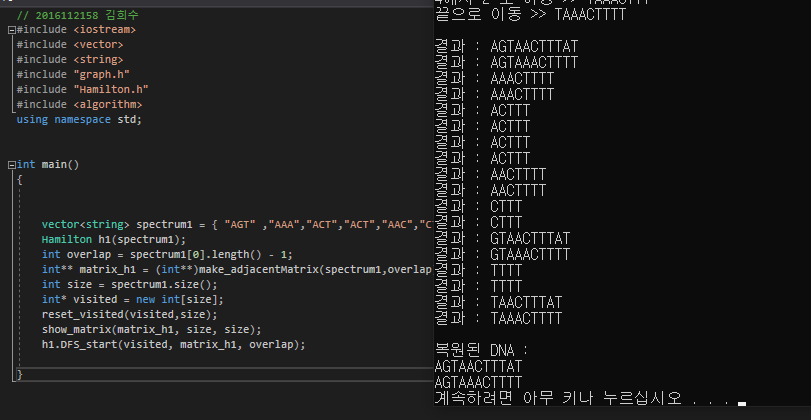 // 2016112158 김희수
#include <iostream>
#include <vector>
#include <string>
#include "graph.h"
#include "Hamilton.h"
#include <algorithm>
using namespace std;
int main()
{
vector<string> spectrum1 = { "AGT" ,"AAA","ACT","ACT","AAC","CT
Hamilton h1(spectrum1);
int overlap = spectrum1[0].length() - 1;
int** matrix_h1 = (int**)make_adjacentMatrix(spectrum1,overlap
int size = spectrum1.size();
int* visited = new int[size];
reset_visited(visited,size);
show_matrix(matrix_h1, size, size);
h1.DFS_start(visited, matrix_h1, overlap);
}
끝으로 이동 >> TAAACTTTT
결과 : AGTAACTTTAT
결과 : AGTAAACTTTT
결과 : AAACTTTT
결과 : AAACTTTT
결과 : ACTTT
결과 : ACTTT
결과 : ACTTT
결과 : ACTTT
결과 : AACTTTT
결과 : AACTTTT
결과 : CTTT
결과 : CTTT
결과 : GTAACTTTAT
결과 : GTAAACTTTT
결과 : TTTT
결과 : TTTT
결과 : TAACTTTAT
결과 : TAAACTTTT
복원된 DNA :
AGTAACTTTAT
AGTAAACTTTT
계속하려면 아무 키나 누르십시오 . . .